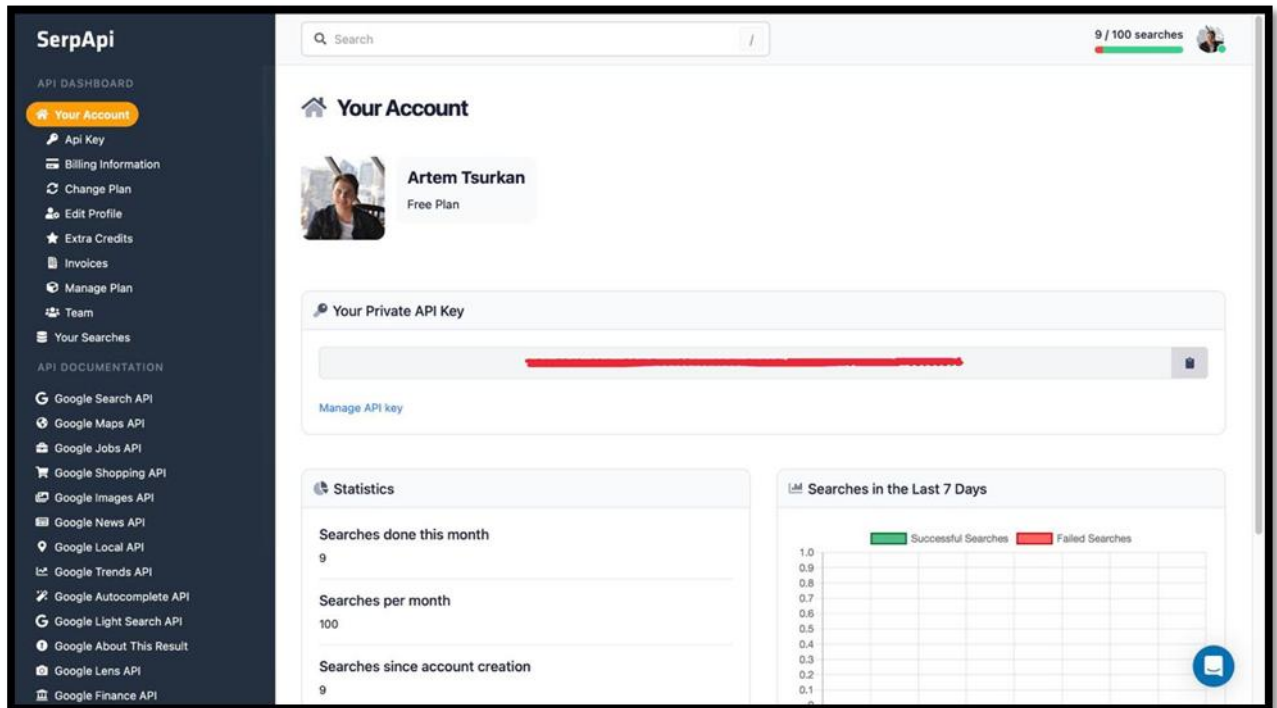 SerpApi
API DASHBOARD
Your Account
Api Key
Billing Information
Change Plan
Edit Profile
Extra Credits
Invoices
Manage Plan
Team
Your Searches
API DOCUMENTATION
Google Search API
Google Maps API
Google Jobs API
Google Shopping API
Google Images API
Google News API
Google Local API
Google Trends API
Google Autocomplete API
Google Light Search API
Google About This Result
Google Lens API
Google Finance API
Search /
9 / 100 searches
Your Account
Artem Tsurkan
Free Plan
Your Private API Key
Manage API key
Statistics
Searches done this month
9
Searches per month
100
Searches since account creation
9
Searches in the Last 7 Days
Successful Searches Failed Searches
1.0
0.9
0.8
0.7
0.6
0.5
0.4
0.3
0.2
0.1